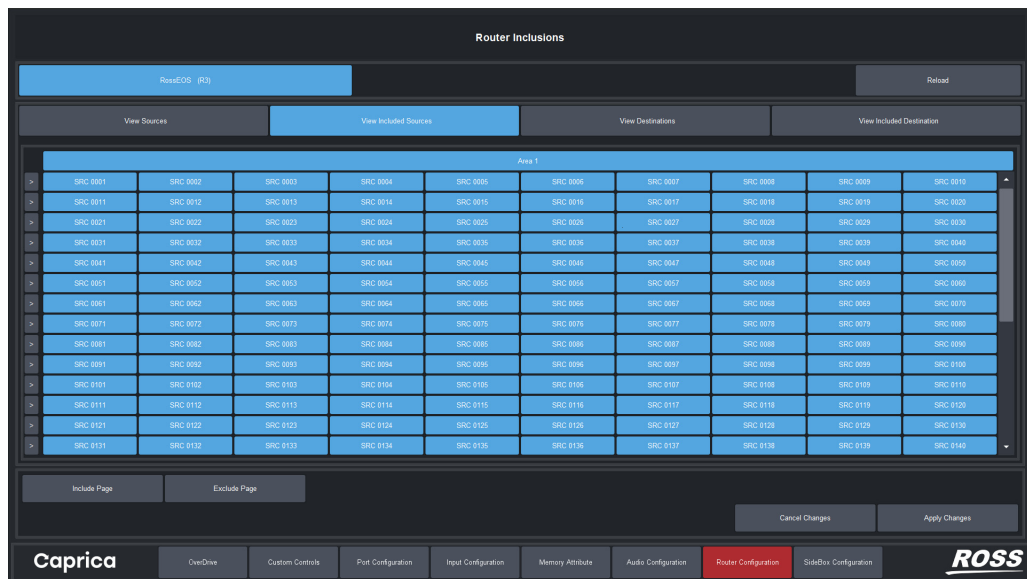 Router Inclusions
RossEOS (R3) Reload
View Sources View Included Sources View Destinations View Included Destination
Area 1
> SRC 0001 SRC 0002 SRC 0003 SRC 0004 SRC 0005 SRC 0006 SRC 0007 SRC 0008 SRC 0009 SRC 0010
> SRC 0011 SRC 0012 SRC 0013 SRC 0014 SRC 0015 SRC 0016 SRC 0017 SRC 0018 SRC 0019 SRC 0020
> SRC 0021 SRC 0022 SRC 0023 SRC 0024 SRC 0025 SRC 0026 SRC 0027 SRC 0028 SRC 0029 SRC 0030
> SRC 0031 SRC 0032 SRC 0033 SRC 0034 SRC 0035 SRC 0036 SRC 0037 SRC 0038 SRC 0039 SRC 0040
> SRC 0041 SRC 0042 SRC 0043 SRC 0044 SRC 0045 SRC 0046 SRC 0047 SRC 0048 SRC 0049 SRC 0050
> SRC 0051 SRC 0052 SRC 0053 SRC 0054 SRC 0055 SRC 0056 SRC 0057 SRC 0058 SRC 0059 SRC 0060
> SRC 0061 SRC 0062 SRC 0063 SRC 0064 SRC 0065 SRC 0066 SRC 0067 SRC 0068 SRC 0069 SRC 0070
> SRC 0071 SRC 0072 SRC 0073 SRC 0074 SRC 0075 SRC 0076 SRC 0077 SRC 0078 SRC 0079 SRC 0080
> SRC 0081 SRC 0082 SRC 0083 SRC 0084 SRC 0085 SRC 0086 SRC 0087 SRC 0088 SRC 0089 SRC 0090
> SRC 0091 SRC 0092 SRC 0093 SRC 0094 SRC 0095 SRC 0096 SRC 0097 SRC 0098 SRC 0099 SRC 0100
> SRC 0101 SRC 0102 SRC 0103 SRC 0104 SRC 0105 SRC 0106 SRC 0107 SRC 0108 SRC 0109 SRC 0110
> SRC 0111 SRC 0112 SRC 0113 SRC 0114 SRC 0115 SRC 0116 SRC 0117 SRC 0118 SRC 0119 SRC 0120
> SRC 0121 SRC 0122 SRC 0123 SRC 0124 SRC 0125 SRC 0126 SRC 0127 SRC 0128 SRC 0129 SRC 0130
> SRC 0131 SRC 0132 SRC 0133 SRC 0134 SRC 0135 SRC 0136 SRC 0137 SRC 0138 SRC 0139 SRC 0140
Include Page Exclude Page
Cancel Changes Apply Changes
Caprica OverDrive Custom Controls Port Configuration Input Configuration Memory Attribute Audio Configuration Router Configuration SideBox Configuration ROSS